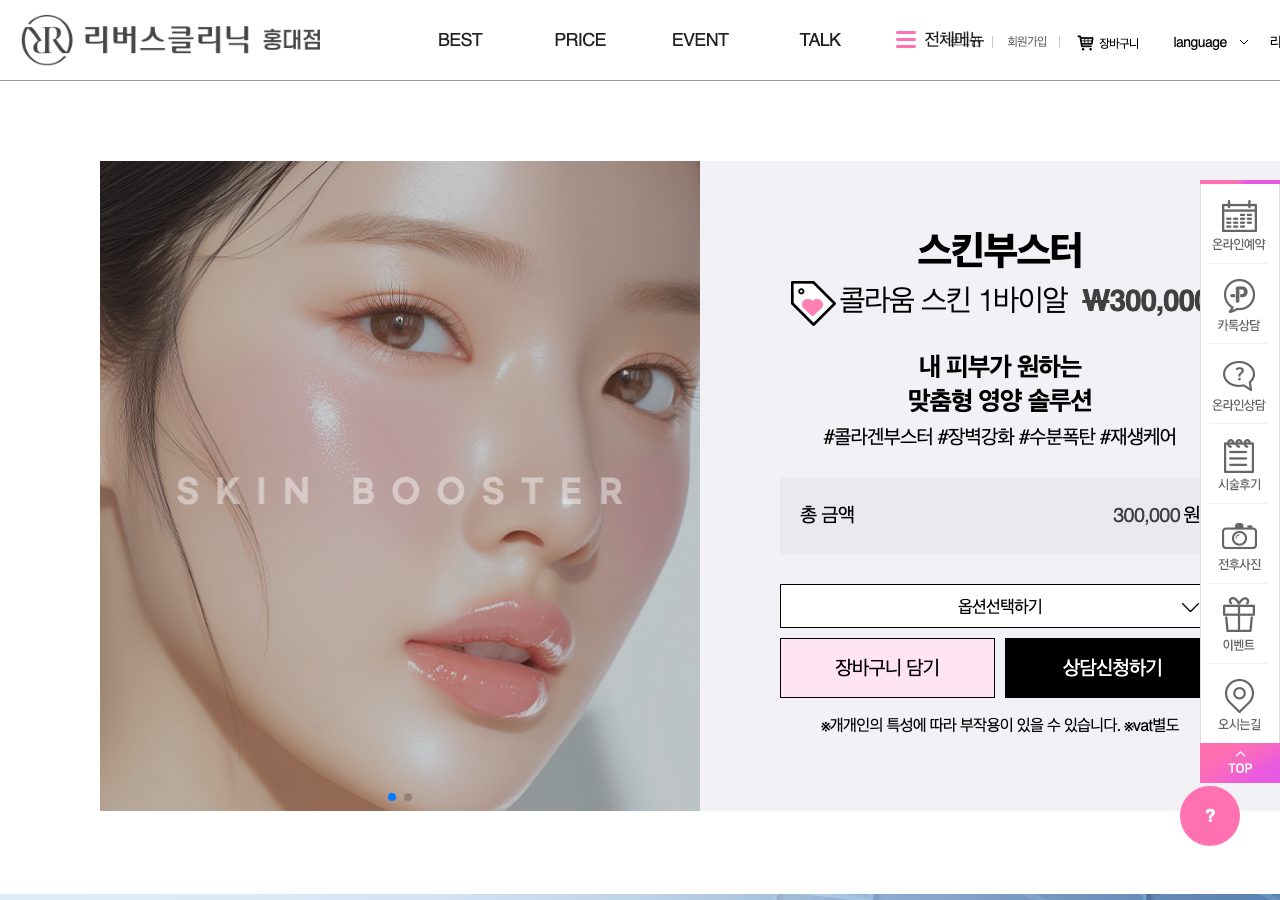 리버스클리닉 홍대점
BEST
PRICE
EVENT
TALK
전체메뉴
회원가입
장바구니
language
스킨부스터
콜라움 스킨 1바이알 ₩300,000
내 피부가 원하는
맞춤형 영양 솔루션
#콜라겐부스터 #장벽강화 #수분폭탄 #재생케어
SKIN BOOSTER
총 금액
300,000 원
옵션선택하기
장바구니 담기
상담신청하기
※개개인의 특성에 따라 부작용이 있을 수 있습니다. ※vat별도
온라인예약
카톡상담
온라인상담
시술후기
전후사진
이벤트
오시는길
TOP
?